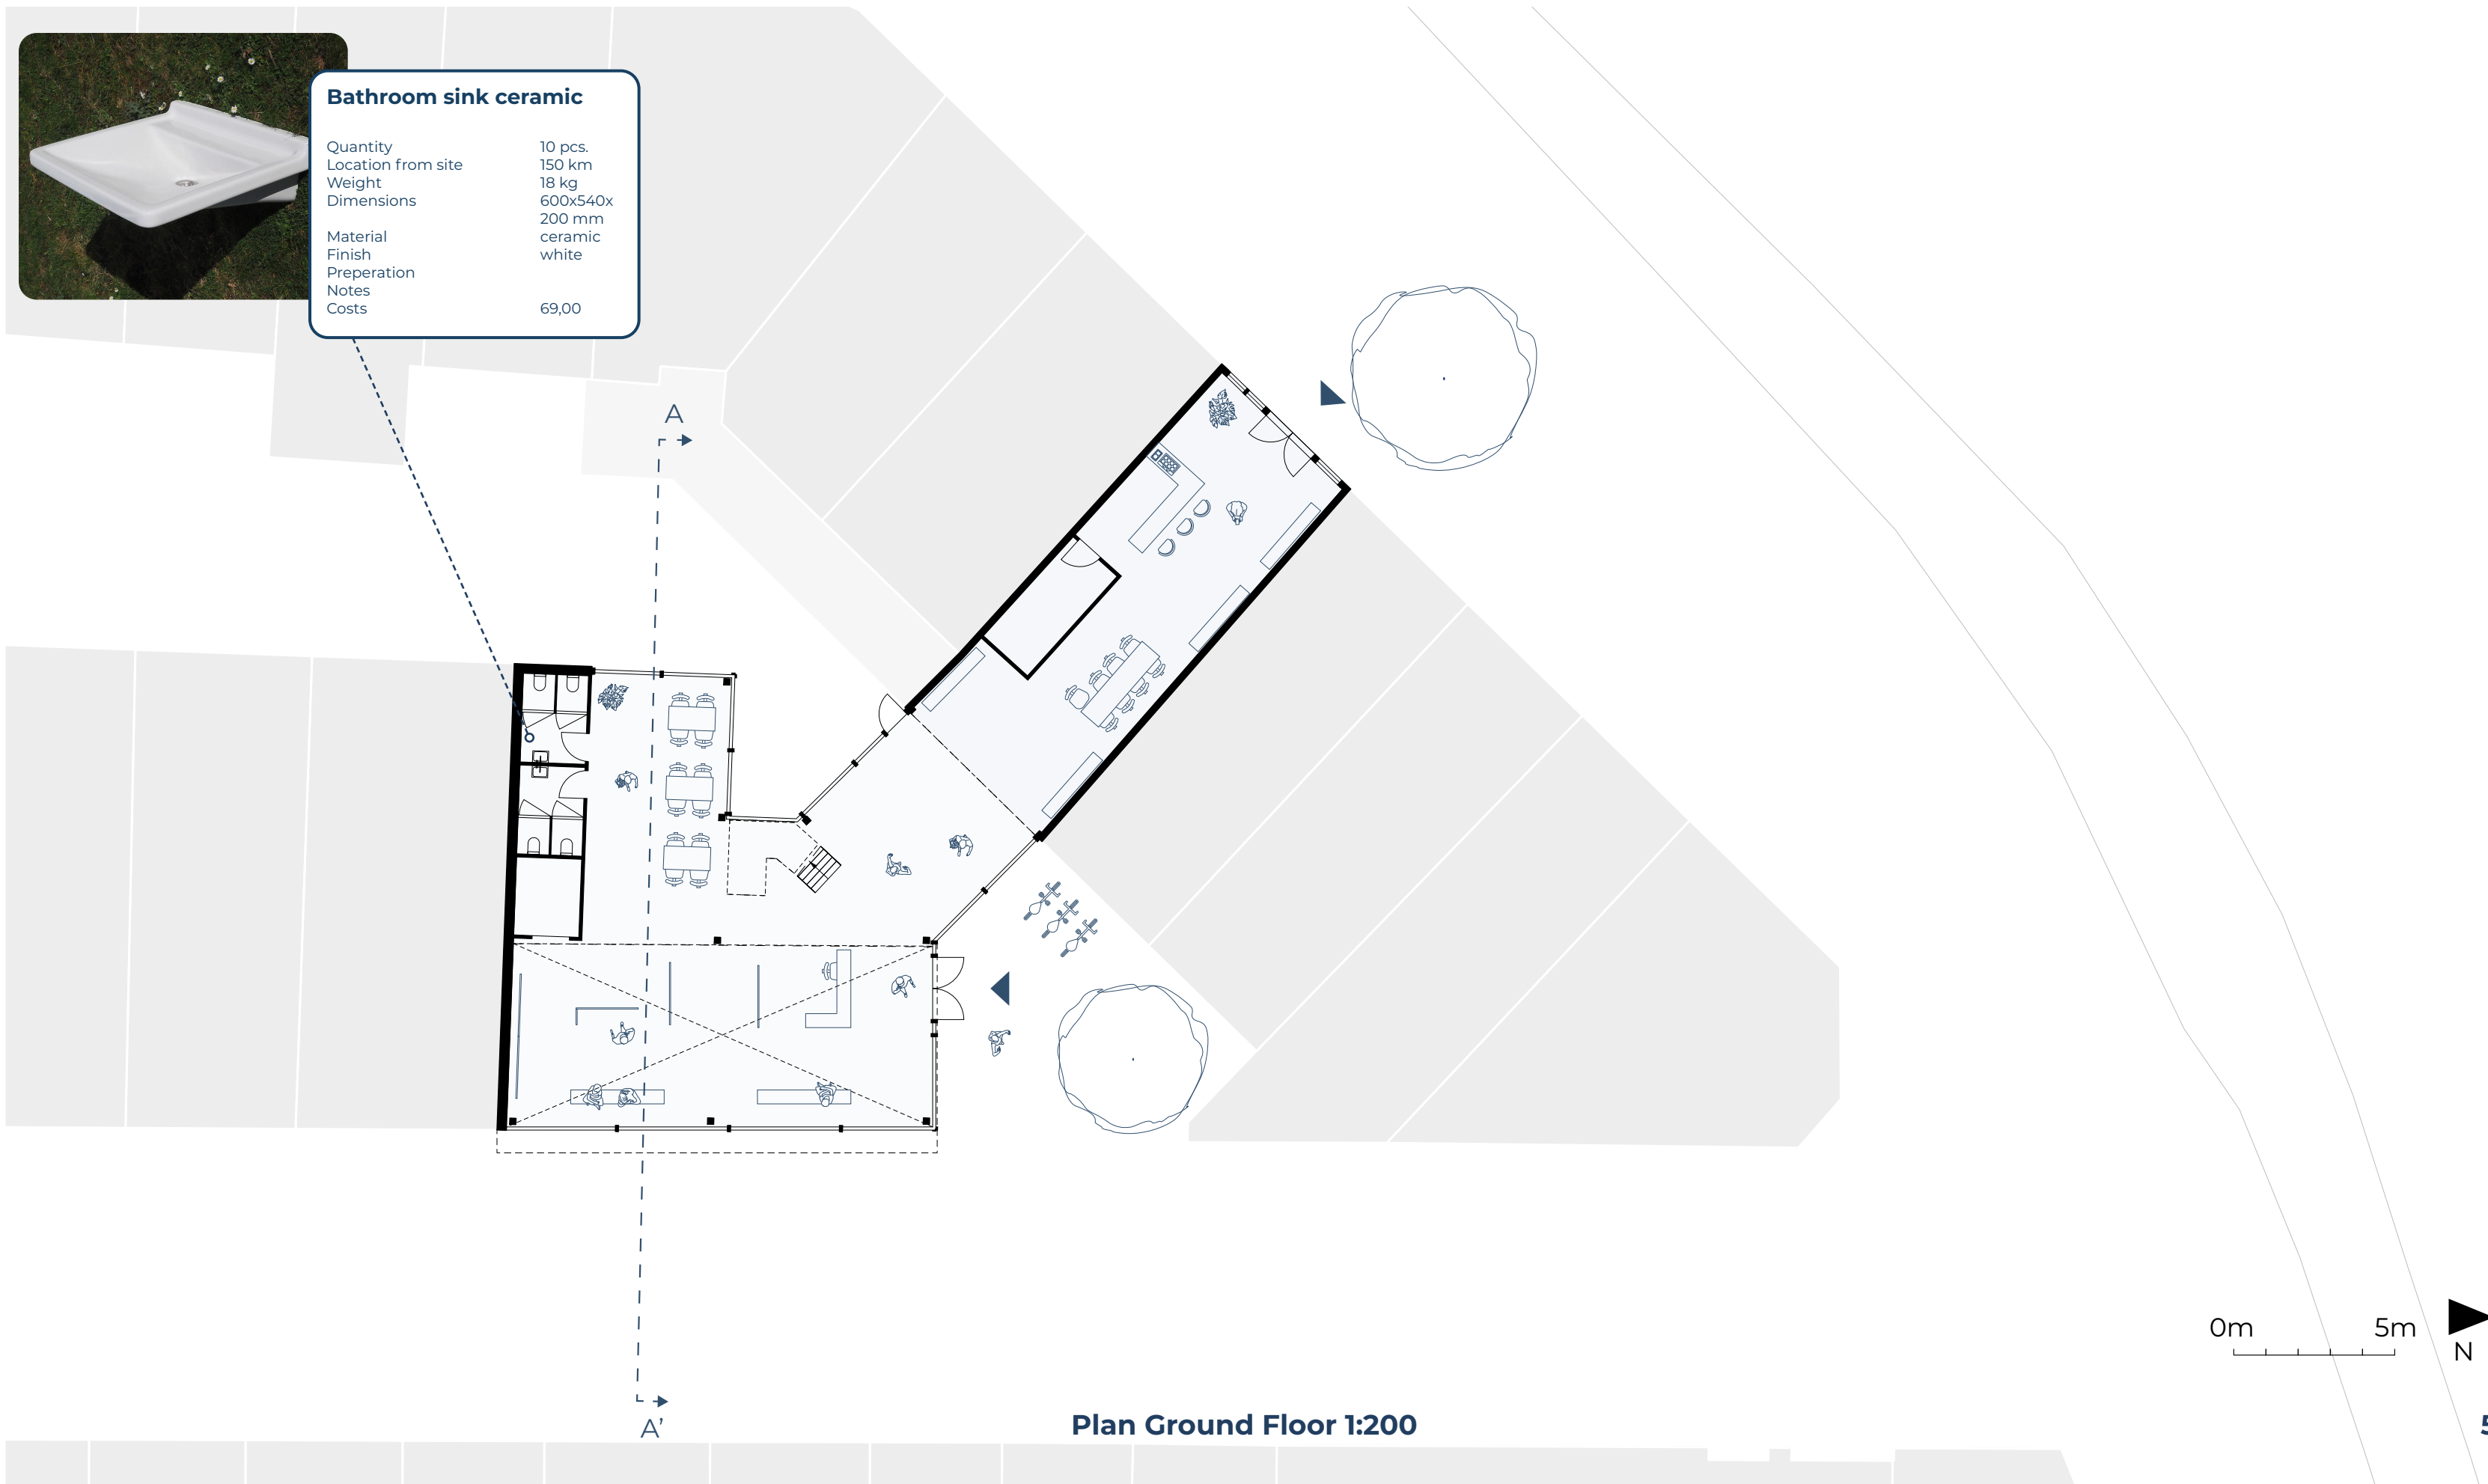 Bathroom sink ceramic
Quantity 10 pcs.
Location from site 150 km
Weight 18 kg
Dimensions 600x540x
200 mm
Material ceramic
Finish white
Preperation
Notes
Costs 69,00
A
A’
0m 5m
N
Plan Ground Floor 1:200